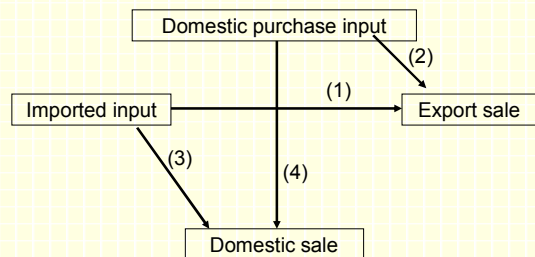 Domestic purchase input
(2)
(1)
Imported input
Export sale
(3)
(4)
Domestic sale